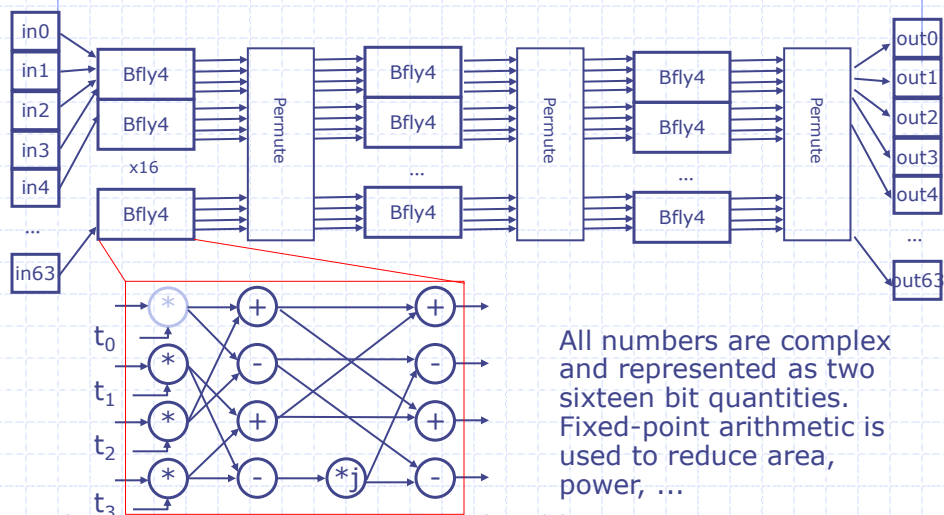 in0
in1
in2
in3
in4
...
in63
Bfly4
Bfly4
x16
Bfly4
Permute
Bfly4
Bfly4
...
Bfly4
Permute
Bfly4
Bfly4
...
Bfly4
Permute
out0
out1
out2
out3
out4
...
out63
* + +
t0
* - -
t1
* + +
t2
* - *j -
t3
All numbers are complex
and represented as two
sixteen bit quantities.
Fixed-point arithmetic is
used to reduce area,
power, ...